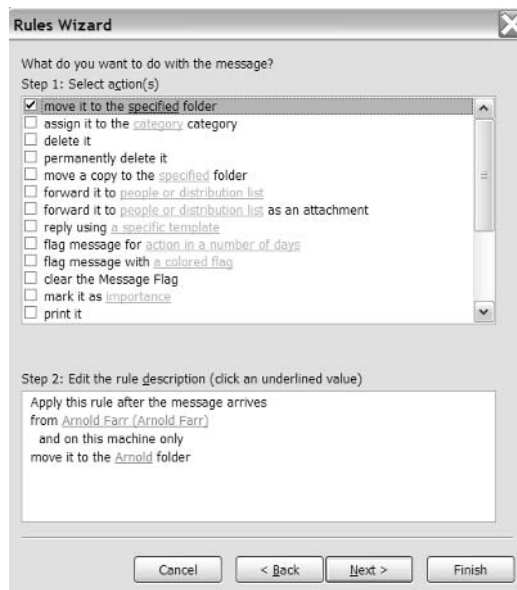 Rules Wizard
What do you want to do with the message?
Step 1: Select action(s)
move it to the specified folder
assign it to the category category
delete it
permanently delete it
move a copy to the specified folder
forward it to people or distribution list
forward it to people or distribution list as an attachment
reply using a specific template
flag message for action in a number of days
flag message with a colored flag
clear the Message Flag
mark it as importance
print it
Step 2: Edit the rule description (click an underlined value)
Apply this rule after the message arrives
from Arnold Farr (Arnold Farr)
and on this machine only
move it to the Arnold folder
Cancel < Back Next > Finish